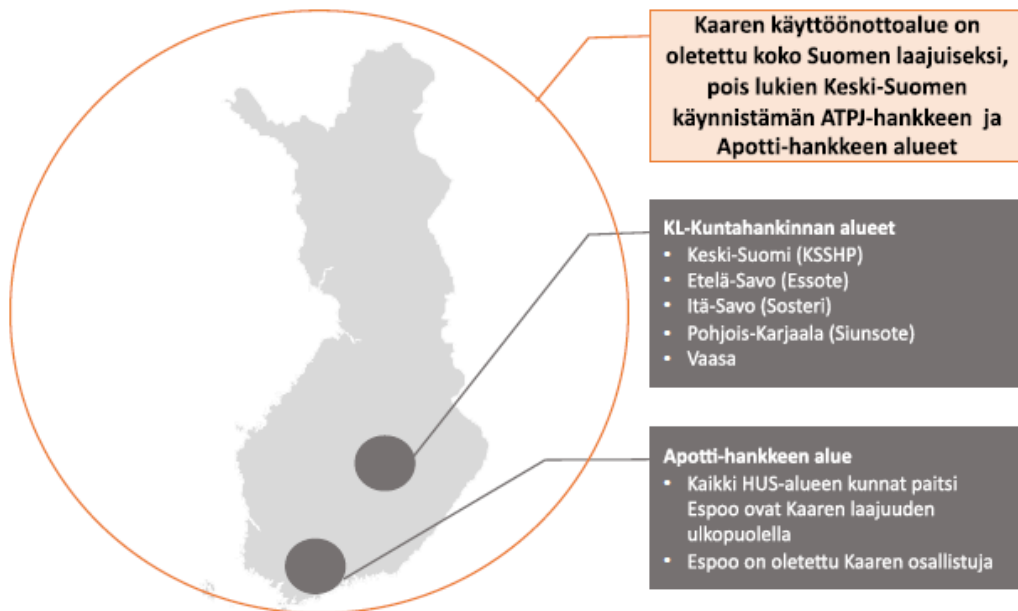 Kaaren käyttöönottoalue on
oletettu koko Suomen laajuiseksi,
pois lukien Keski-Suomen
käynnistämän ATPJ-hankkeen ja
Apotti-hankkeen alueet
KL-Kuntahankinnan alueet
• Keski-Suomi (KSSHP)
• Etelä-Savo (Essote)
• Itä-Savo (Sosteri)
• Pohjois-Karjaala (Siunsote)
• Vaasa
Apotti-hankkeen alue
• Kaikki HUS-alueen kunnat paitsi
Espoo ovat Kaaren laajuuden
ulkopuolella
• Espoo on oletettu Kaaren osallistuja